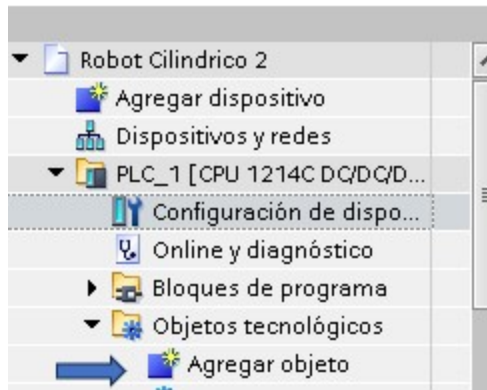 Robot Cilindrico 2
Agregar dispositivo
Dispositivos y redes
PLC_1 [CPU 1214C DC/DC/D...
Configuración de dispo...
Online y diagnóstico
Bloques de programa
Objetos tecnológicos
Agregar objeto